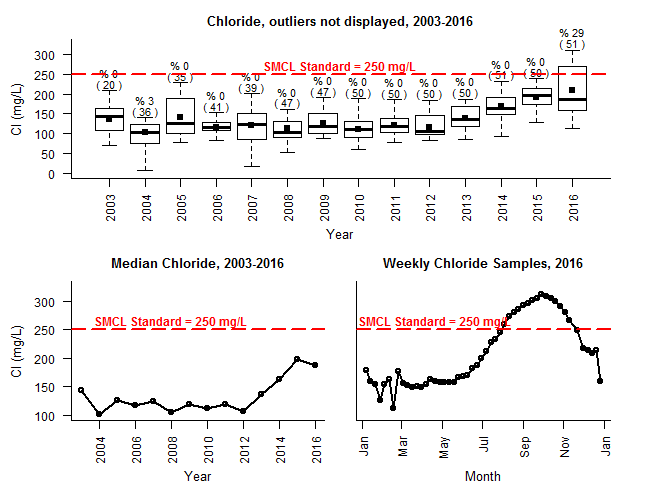 Chloride, outliers not displayed, 2003-2016
Cl (mg/L)
300
250
200
150
100
50
0
SMCL Standard = 250 mg/L
% 0
( 20 )
% 3
( 36 )
% 0
( 35 )
% 0
( 41 )
% 0
( 39 )
% 0
( 47 )
% 0
( 47 )
% 0
( 50 )
% 0
( 50 )
% 0
( 50 )
% 0
( 50 )
% 0
( 51 )
% 0
( 50 )
% 29
( 51 )
2003
2004
2005
2006
2007
2008
2009
2010
2011
2012
2013
2014
2015
2016
Year
Median Chloride, 2003-2016
Cl (mg/L)
300
250
200
150
100
SMCL Standard = 250 mg/L
2004
2006
2008
2010
2012
2014
2016
Year
Weekly Chloride Samples, 2016
SMCL Standard = 250 mg/L
Jan
Mar
May
Jul
Sep
Nov
Jan
Month